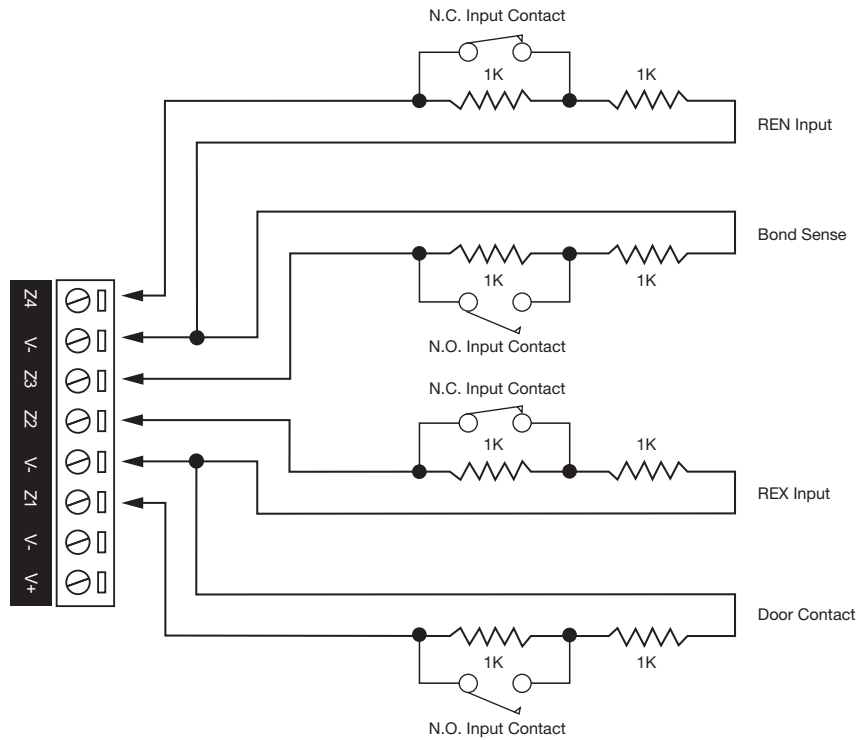 N.C. Input Contact
1K
1K
REN Input
Bond Sense
1K
1K
N.O. Input Contact
N.C. Input Contact
1K
1K
REX Input
Door Contact
1K
1K
N.O. Input Contact
Z4
V-
Z3
Z2
V-
Z1
V-
V+